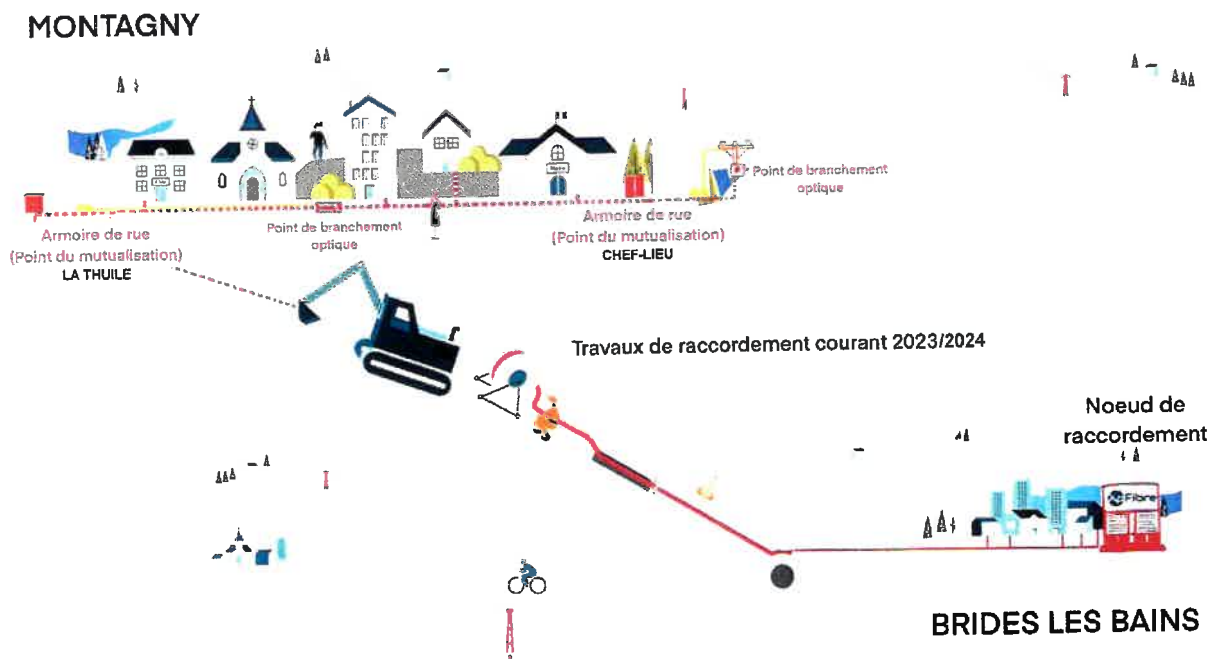 MONTAGNY
Point de branchement
optique
Armoire de rue
(Point du mutualisation)
LA THUILE
Point de branchement
optique
Armoire de rue
(Point du mutualisation)
CHEF-LIEU
Travaux de raccordement courant 2023/2024
Noeud de
raccordement
Fibre
BRIDES LES BAINS